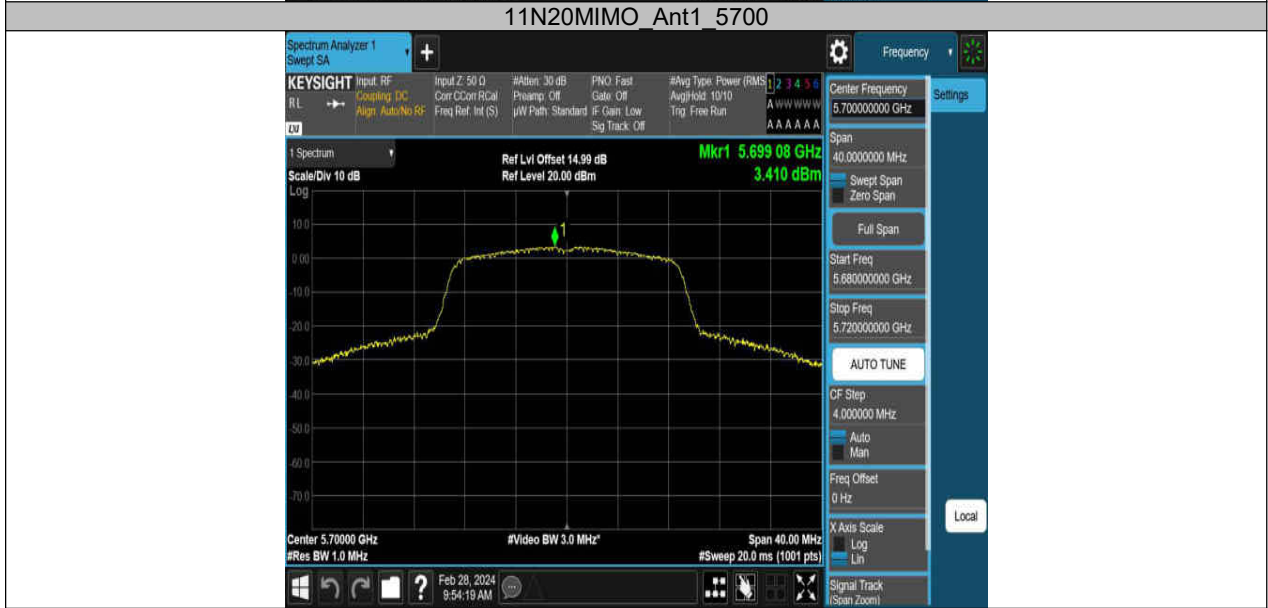 11N20MIMO_Ant1_5700
Spectrum Analyzer 1
Swept SA
+
Frequency
KEYSIGHT
RL
Input: RF
Coupling: DC
Align: Auto/No RF
Input Z: 50 Ω
Corr CCorr RCal
Freq Ref: Int (S)
#Atten: 30 dB
Preamp: Off
µW Path: Standard
PNO: Fast
Gate: Off
IF Gain: Low
Sig Track: Off
#Avg Type: Power (RMS
Avg|Hold: 10/10
Trig: Free Run
1 2 3 4 5 6
A W W W W W
A A A A A A
Center Frequency
5.700000000 GHz
Settings
1 Spectrum
Scale/Div 10 dB
Ref Lvl Offset 14.99 dB
Ref Level 20.00 dBm
Mkr1 5.699 08 GHz
3.410 dBm
Log
10.0
0.00
-10.0
-20.0
-30.0
-40.0
-50.0
-60.0
-70.0
1
Span
40.0000000 MHz
Swept Span
Zero Span
Full Span
Start Freq
5.680000000 GHz
Stop Freq
5.720000000 GHz
AUTO TUNE
CF Step
4.000000 MHz
Auto
Man
Freq Offset
0 Hz
X Axis Scale
Log
Lin
Local
Signal Track
(Span Zoom)
Center 5.70000 GHz
#Res BW 1.0 MHz
#Video BW 3.0 MHz*
Span 40.00 MHz
#Sweep 20.0 ms (1001 pts)
?
Feb 28, 2024
9:54:19 AM